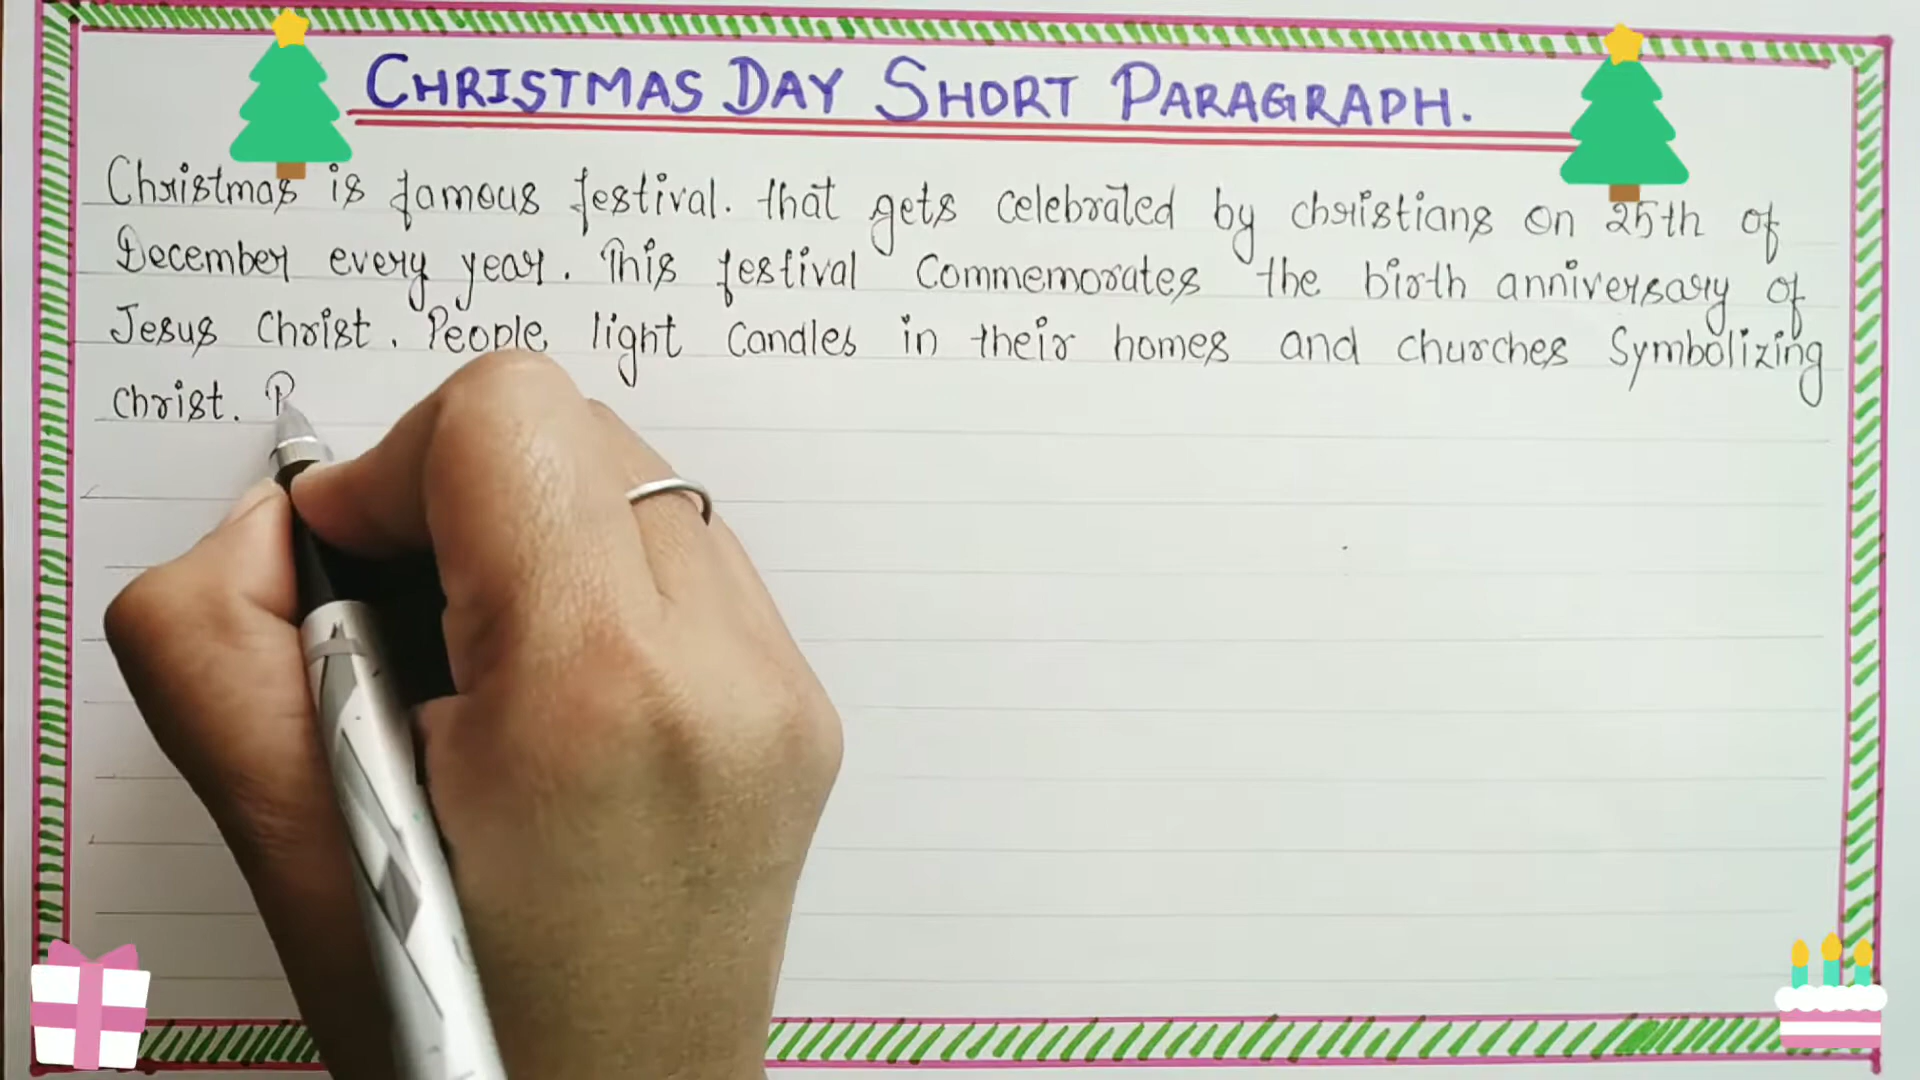 CHRISTMAS DAY SHORT PARAGRAPH.
Christmas is famous festival. that gets celebrated by christians on 25th of
December every year. This festival commemorates the birth anniversary of
Jesus Christ. People light candles in their homes and churches symbolizing
christ. P